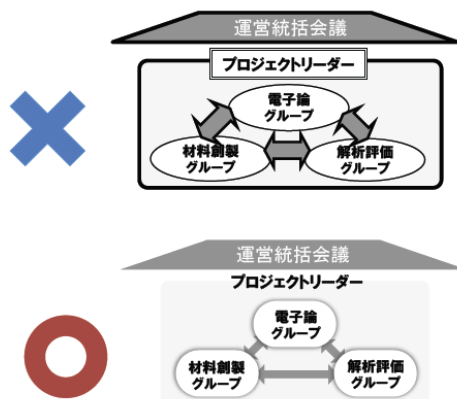 運営統括会議
プロジェクトリーダー
電子論
グループ
材料創製
グループ
解析評価
グループ
運営統括会議
プロジェクトリーダー
電子論
グループ
材料創製
グループ
解析評価
グループ